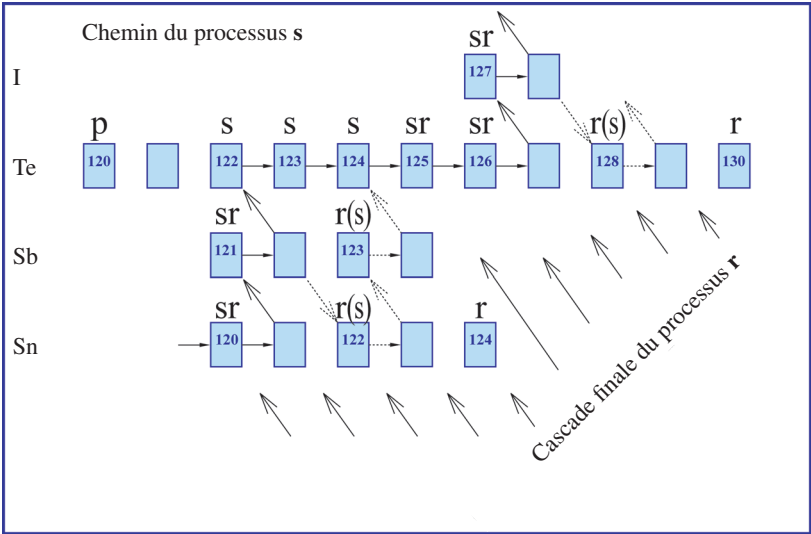 Chemin du processus s
sr
I
127
p s s s sr sr r(s) r
Te
120 122 123 124 125 126 128 130
sr r(s)
Sb
121 123
sr r(s) r
Sn
120 122 124
Cascade finale du processus r